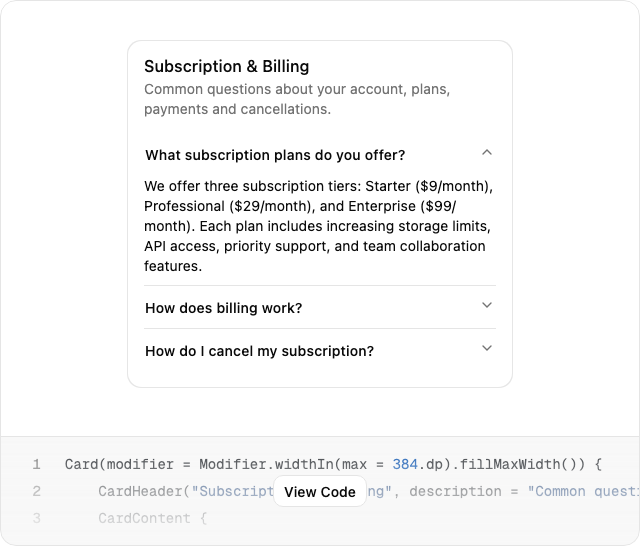 Subscription & Billing
Common questions about your account, plans,
payments and cancellations.
What subscription plans do you offer?
We offer three subscription tiers: Starter ($9/month),
Professional ($29/month), and Enterprise ($99/
month). Each plan includes increasing storage limits,
API access, priority support, and team collaboration
features.
How does billing work?
How do I cancel my subscription?
1 Card(modifier = Modifier.widthIn(max = 384.dp).fillMaxWidth()) {
2 CardHeader("Subscript ng", description = "Common questi
View Code
3 CardContent {